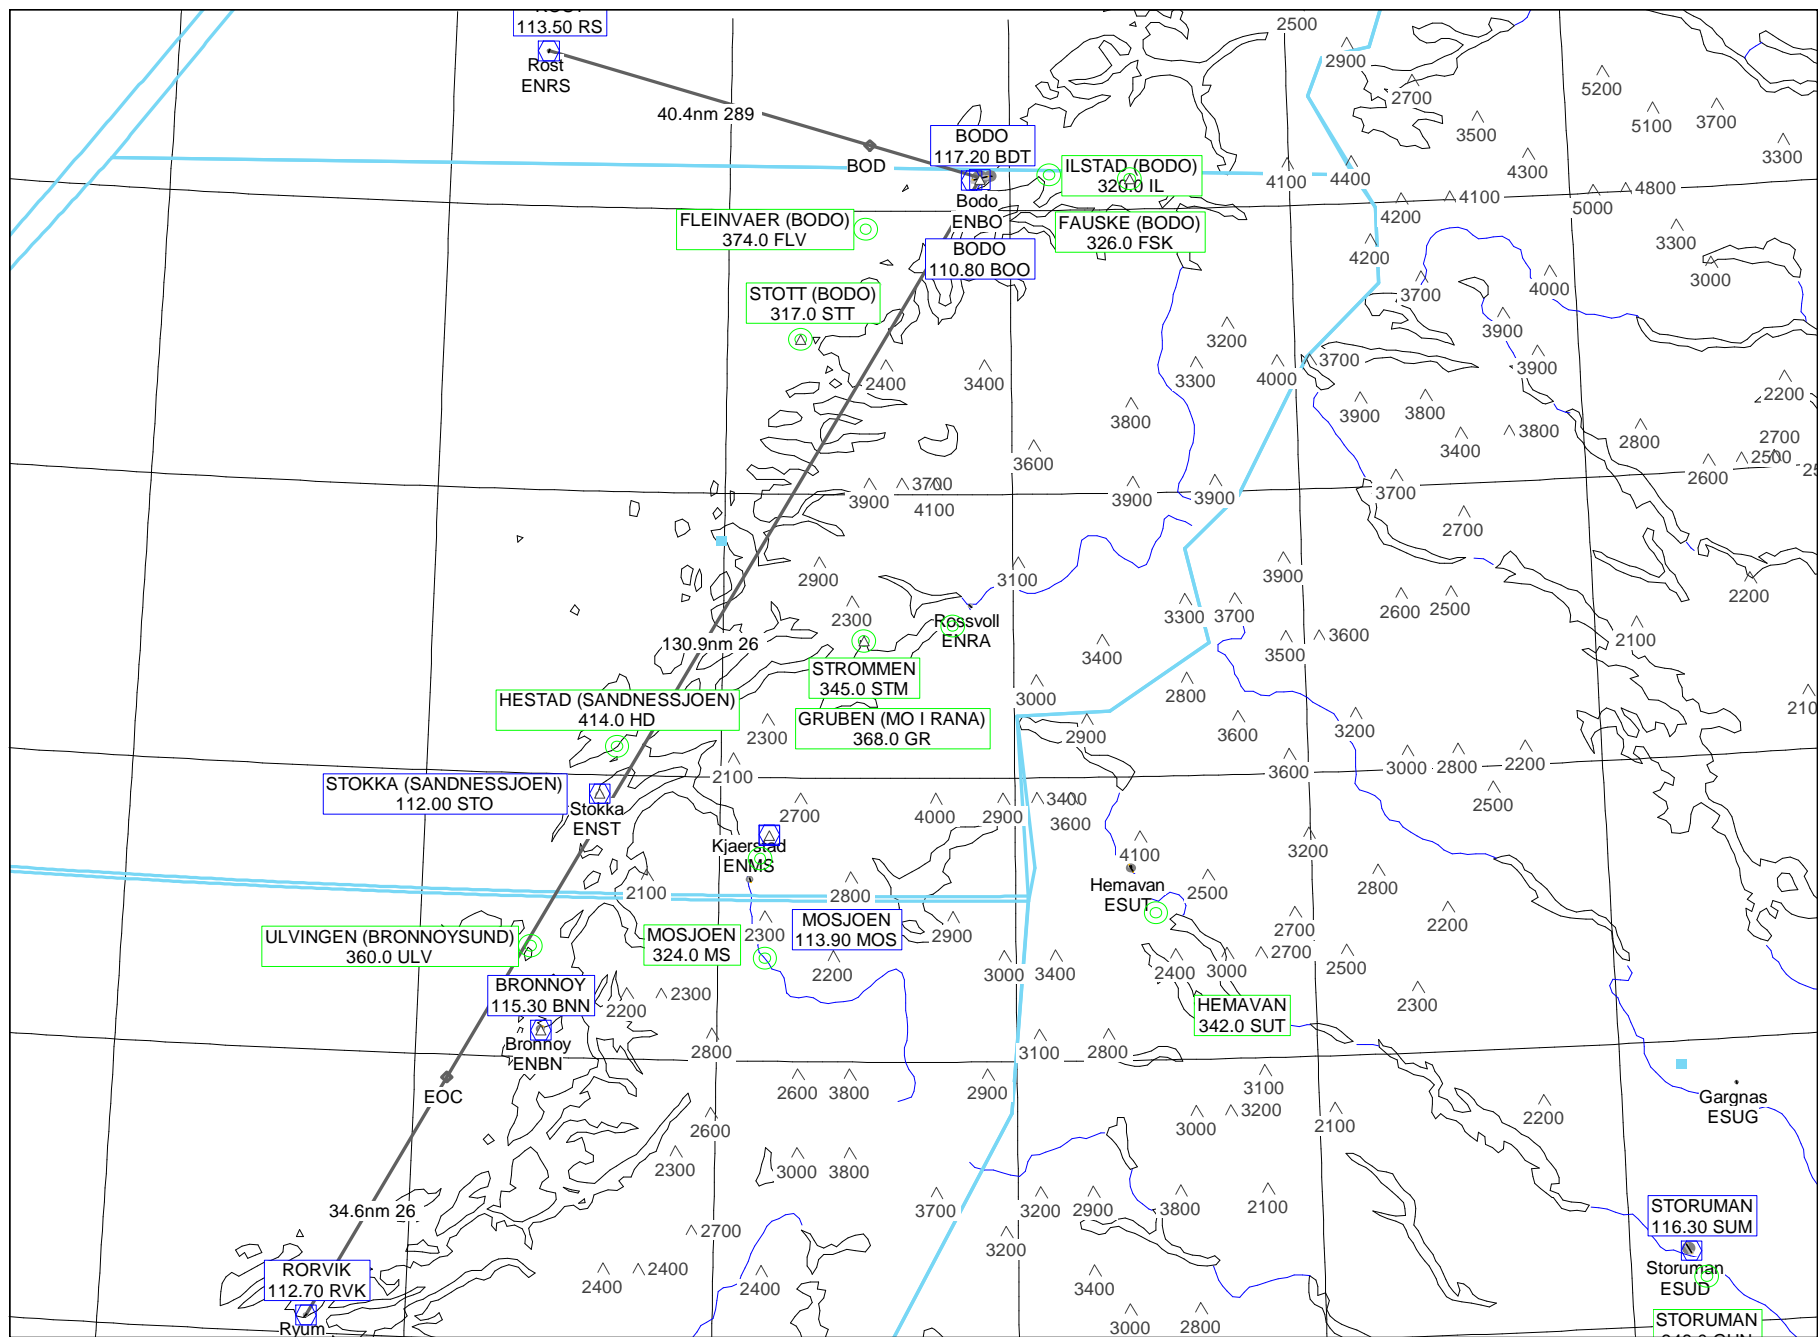 113.50 RS
Rost
ENRS
40.4nm 289
BOD
BODO
117.20 BDT
Bodo
ENBO
BODO
110.80 BOO
ILSTAD (BODO)
320.0 IL
FAUSKE (BODO)
326.0 FSK
FLEINVAER (BODO)
374.0 FLV
STOTT (BODO)
317.0 STT
2500
2900
2700
5200
5100
3700
3500
3300
4300
4100
4400
4200
4100
5000
4800
3300
4200
3700
4000
3000
3900
3200
3300
4000
3700
3900
2200
2400
3400
3800
3900
3800
3400
3800
2800
2700
2500
2600
3600
3900
3700
4100
3900
3900
3700
2700
2900
3100
3900
2300
3300
3700
2600
2500
2200
2100
Rossvoll
ENRA
3400
3500
3600
130.9nm 26
STROMMEN
345.0 STM
3000
2800
HESTAD (SANDNESSJOEN)
414.0 HD
GRUBEN (MO I RANA)
368.0 GR
2300
2900
3600
3200
2100
3600
3000
2800
2200
STOKKA (SANDNESSJOEN)
112.00 STO
Stokka
ENST
2700
4000
2900
3400
3600
2500
Kjaerstad
ENMS
4100
3200
Hemavan
ESUT
2100
2800
2500
2800
2200
ULVINGEN (BRONNOYSUND)
360.0 ULV
MOSJOEN
324.0 MS
2300
MOSJOEN
113.90 MOS
2900
2700
2700
2200
3000
3400
2400
3000
2500
BRONNOY
115.30 BNN
2200
2300
HEMAVAN
342.0 SUT
2300
Bronnoy
ENBN
2800
3100
2800
EOC
2600
3800
2900
3100
3200
3000
2100
2200
Gargnas
ESUG
2600
2300
3000
3800
34.6nm 26
3700
3200
2900
3800
2100
2700
3200
STORUMAN
116.30 SUM
Storuman
ESUD
RORVIK
112.70 RVK
Ryum
2400
2400
2400
3400
3000
2800
STORUMAN